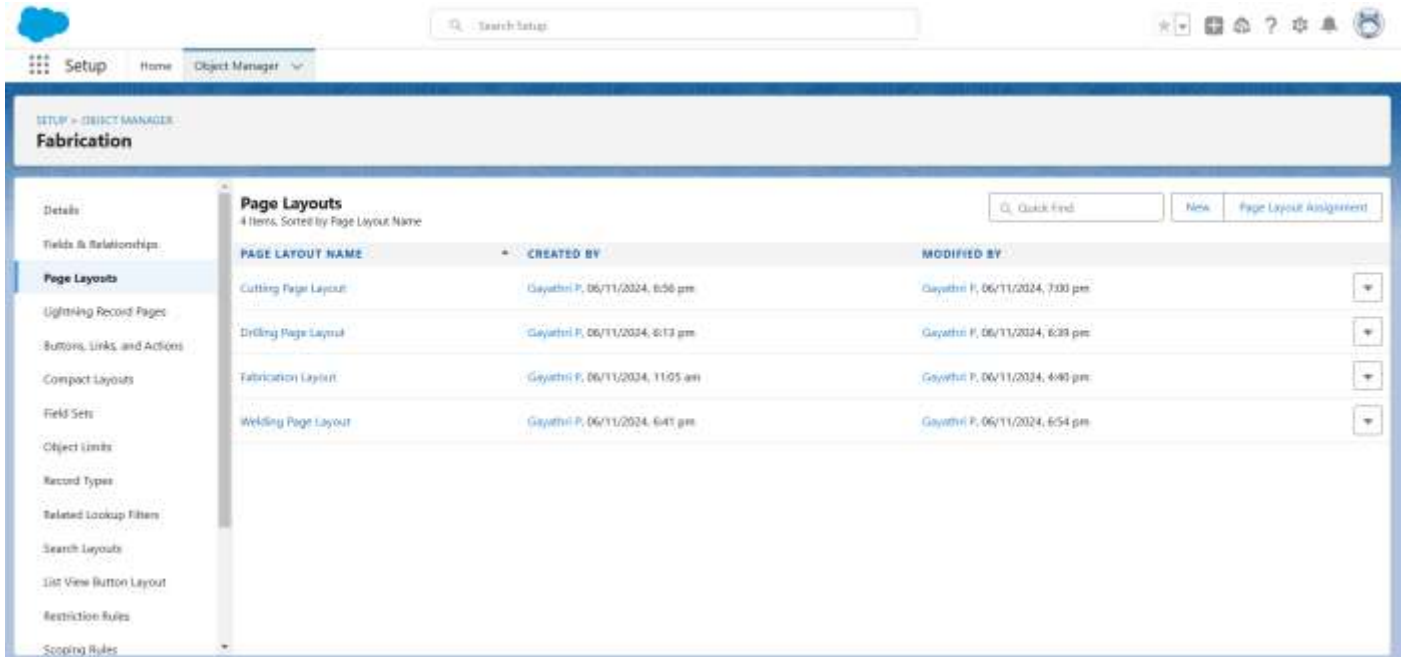 Search Setup
Setup Home Object Manager
SETUP > OBJECT MANAGER
Fabrication
Details
Fields & Relationships
Page Layouts
Lightning Record Pages
Buttons, Links, and Actions
Compact Layouts
Field Sets
Object Limits
Record Types
Related Lookup Filters
Search Layouts
List View Button Layout
Restriction Rules
Scoping Rules
Page Layouts
4 Items, Sorted by Page Layout Name
Quick Find
New
Page Layout Assignment
PAGE LAYOUT NAME CREATED BY MODIFIED BY
Cutting Page Layout Gayathri P, 06/11/2024, 6:56 pm Gayathri P, 06/11/2024, 7:00 pm
Drilling Page Layout Gayathri P, 06/11/2024, 6:13 pm Gayathri P, 06/11/2024, 6:39 pm
Fabrication Layout Gayathri P, 06/11/2024, 11:05 am Gayathri P, 06/11/2024, 4:40 pm
Welding Page Layout Gayathri P, 06/11/2024, 6:41 pm Gayathri P, 06/11/2024, 6:54 pm